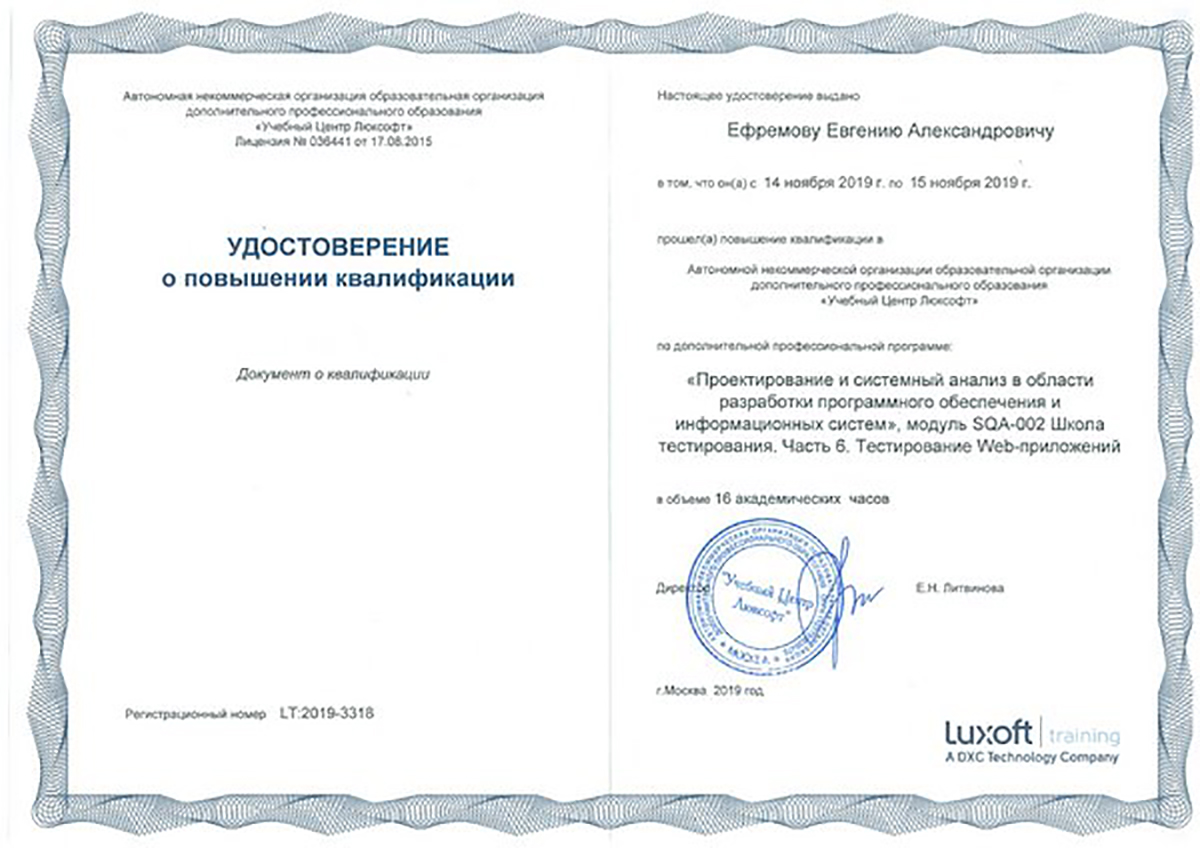 Автономная некоммерческая организация образовательная организация
дополнительного профессионального образования
«Учебный Центр Люксофт»
Лицензия № 036441 от 17.08.2015
УДОСТОВЕРЕНИЕ
о повышении квалификации
Документ о квалификации
Регистрационный номер LT:2019-3318
Настоящее удостоверение выдано
Ефремову Евгению Александровичу
в том, что он(а) с 14 ноября 2019 г. по 15 ноября 2019 г.
прошел(а) повышение квалификации в
Автономной некоммерческой организации образовательной организации
дополнительного профессионального образования
«Учебный Центр Люксофт»
по дополнительной профессиональной программе:
«Проектирование и системный анализ в области
разработки программного обеспечения и
информационных систем», модуль SQA-002 Школа
тестирования. Часть 6. Тестирование Web-приложений
в объеме 16 академических часов
Директор
Е.Н. Литвинова
"Учебный Центр
Люксофт"
МОСКВА
г.Москва 2019 год
Luxoft training
A DXC Technology Company